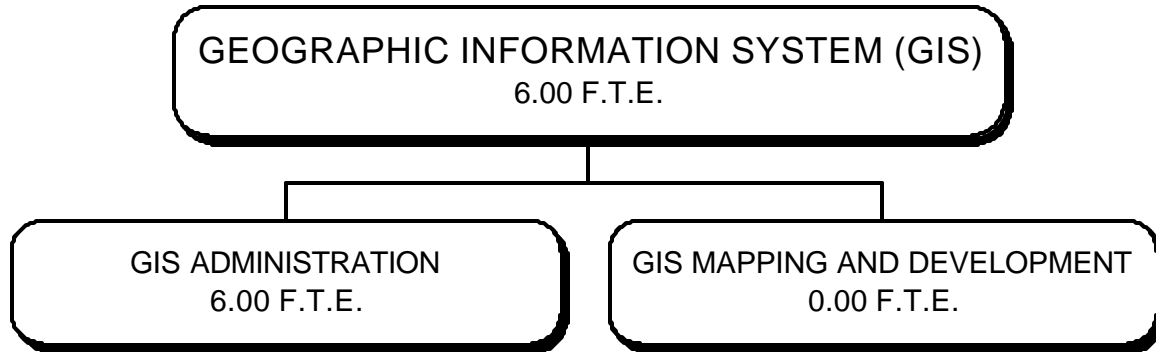 GEOGRAPHIC INFORMATION SYSTEM (GIS)
6.00 F.T.E.
GIS ADMINISTRATION
6.00 F.T.E.
GIS MAPPING AND DEVELOPMENT
0.00 F.T.E.